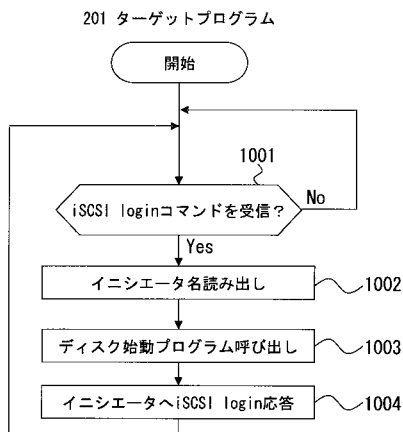 201 ターゲットプログラム
開始
1001
iSCSI loginコマンドを受信？
No
Yes
イニシエータ名読み出し
1002
ディスク始動プログラム呼び出し
1003
イニシエータへiSCSI login応答
1004